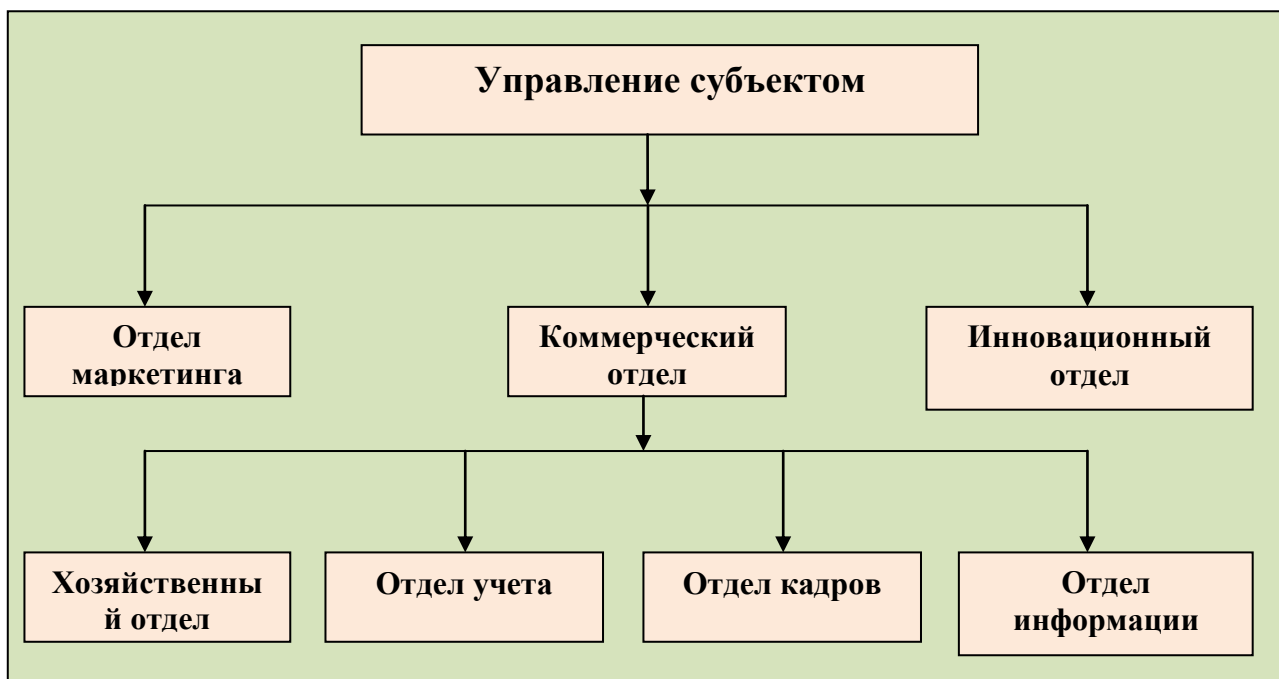 Управление субъектом
Отдел
маркетинга
Коммерческий
отдел
Инновационный
отдел
Хозяйственны
й отдел
Отдел учета
Отдел кадров
Отдел
информации